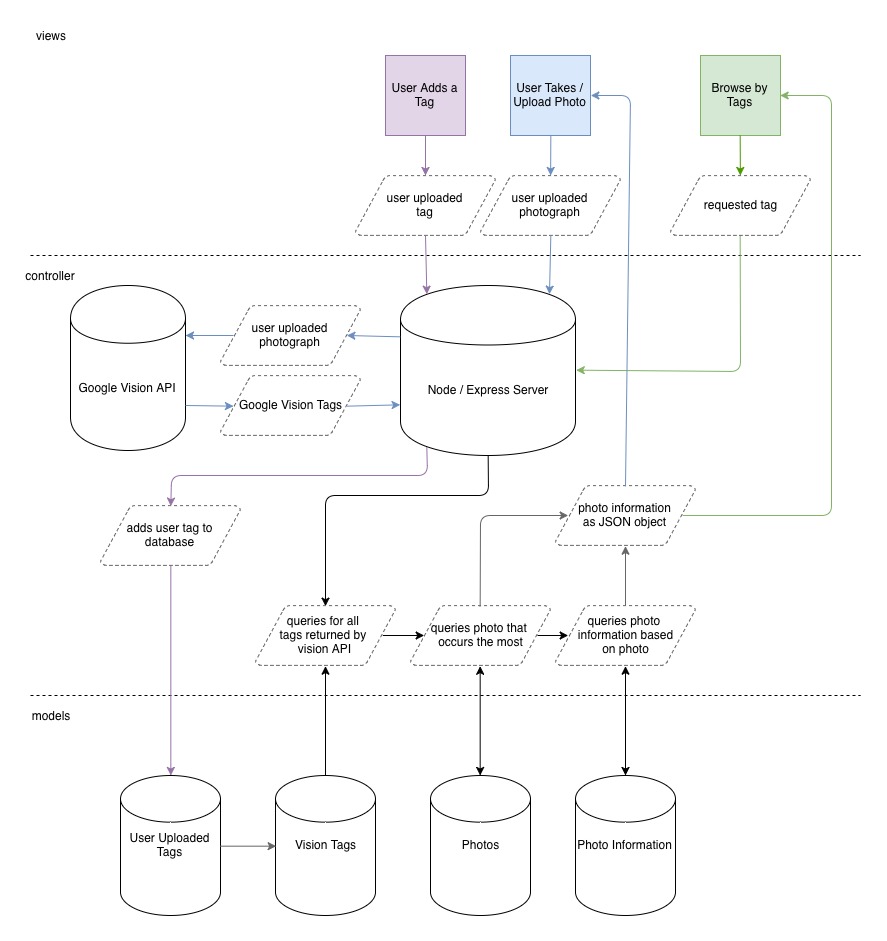 views
User Adds a
Tag
User Takes /
Upload Photo
Browse by
Tags
user uploaded
tag
user uploaded
photograph
requested tag
controller
user uploaded
photograph
Google Vision API
Node / Express Server
Google Vision Tags
adds user tag to
database
photo information
as JSON object
queries for all
tags returned by
vision API
queries photo that
occurs the most
queries photo
information based
on photo
models
User Uploaded
Tags
Vision Tags
Photos
Photo Information